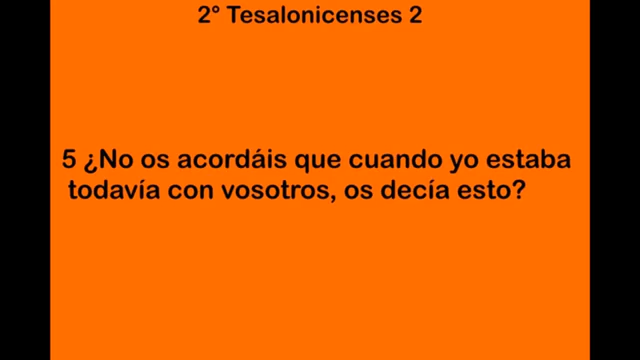 2° Tesalonicenses 2
5 ¿No os acordáis que cuando yo estaba
todavía con vosotros, os decía esto?